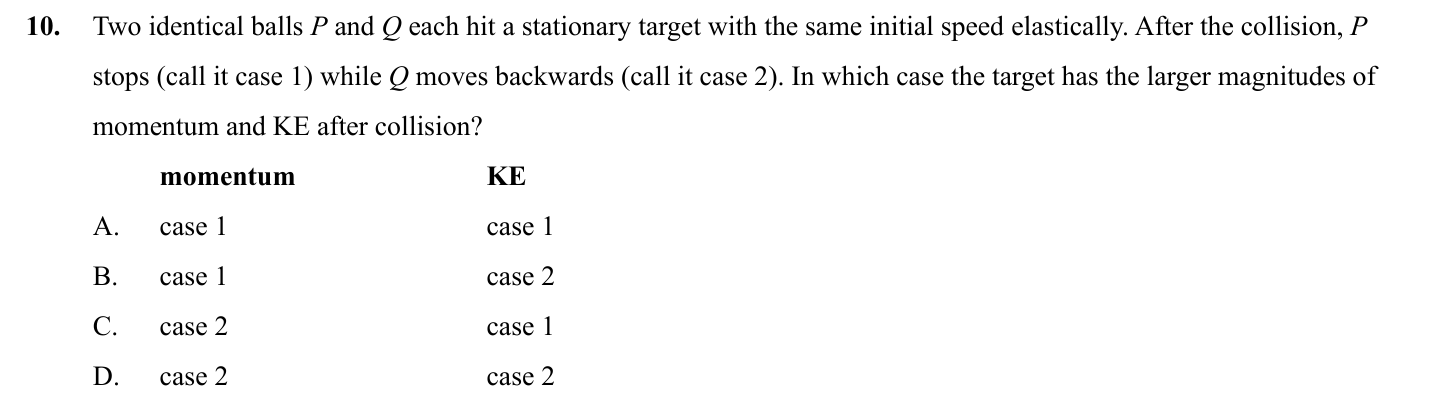 10. Two identical balls P and Q each hit a stationary target with the same initial speed elastically. After the collision, P
stops (call it case 1) while Q moves backwards (call it case 2). In which case the target has the larger magnitudes of
momentum and KE after collision?
momentum KE
A. case 1 case 1
B. case 1 case 2
C. case 2 case 1
D. case 2 case 2